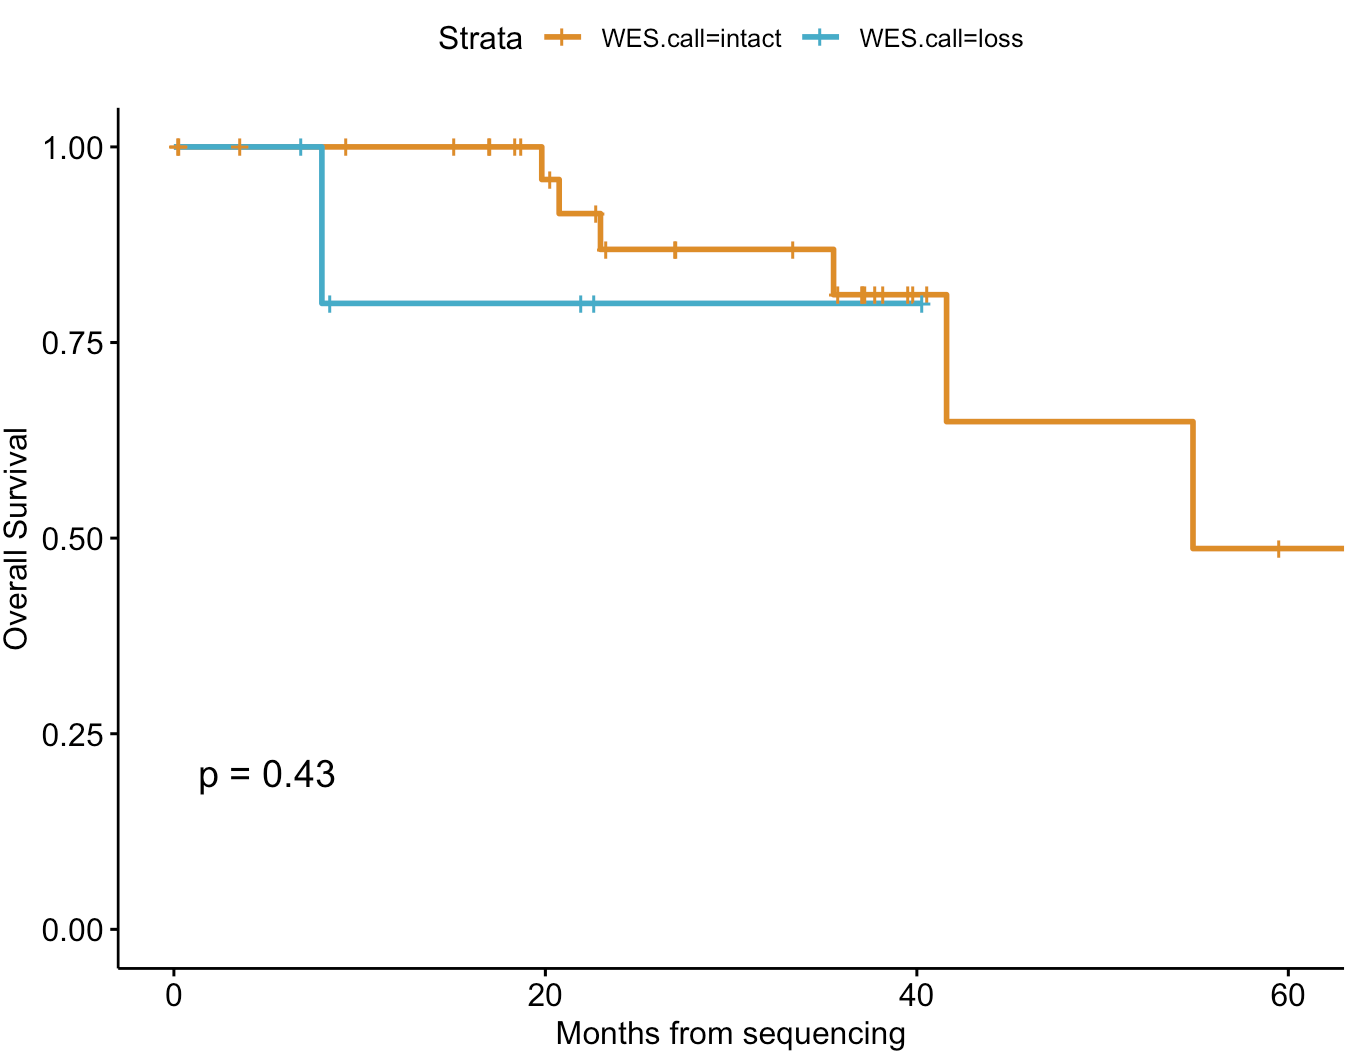 Strata WES.call=intact WES.call=loss
1.00
0.75
0.50
0.25
0.00
Overall Survival
p = 0.43
0 20 40 60
Months from sequencing